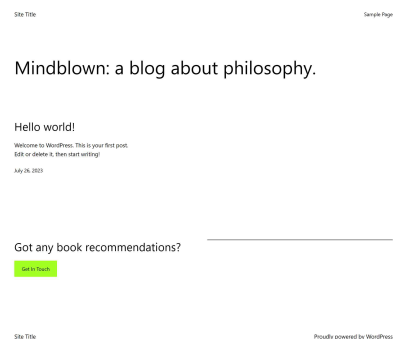 Site Title
Sample Page
Mindblown: a blog about philosophy.
Hello world!
Welcome to WordPress. This is your first post.
Edit or delete it, then start writing!
July 26, 2023
Got any book recommendations?
Get In Touch
Site Title
Proudly powered by WordPress